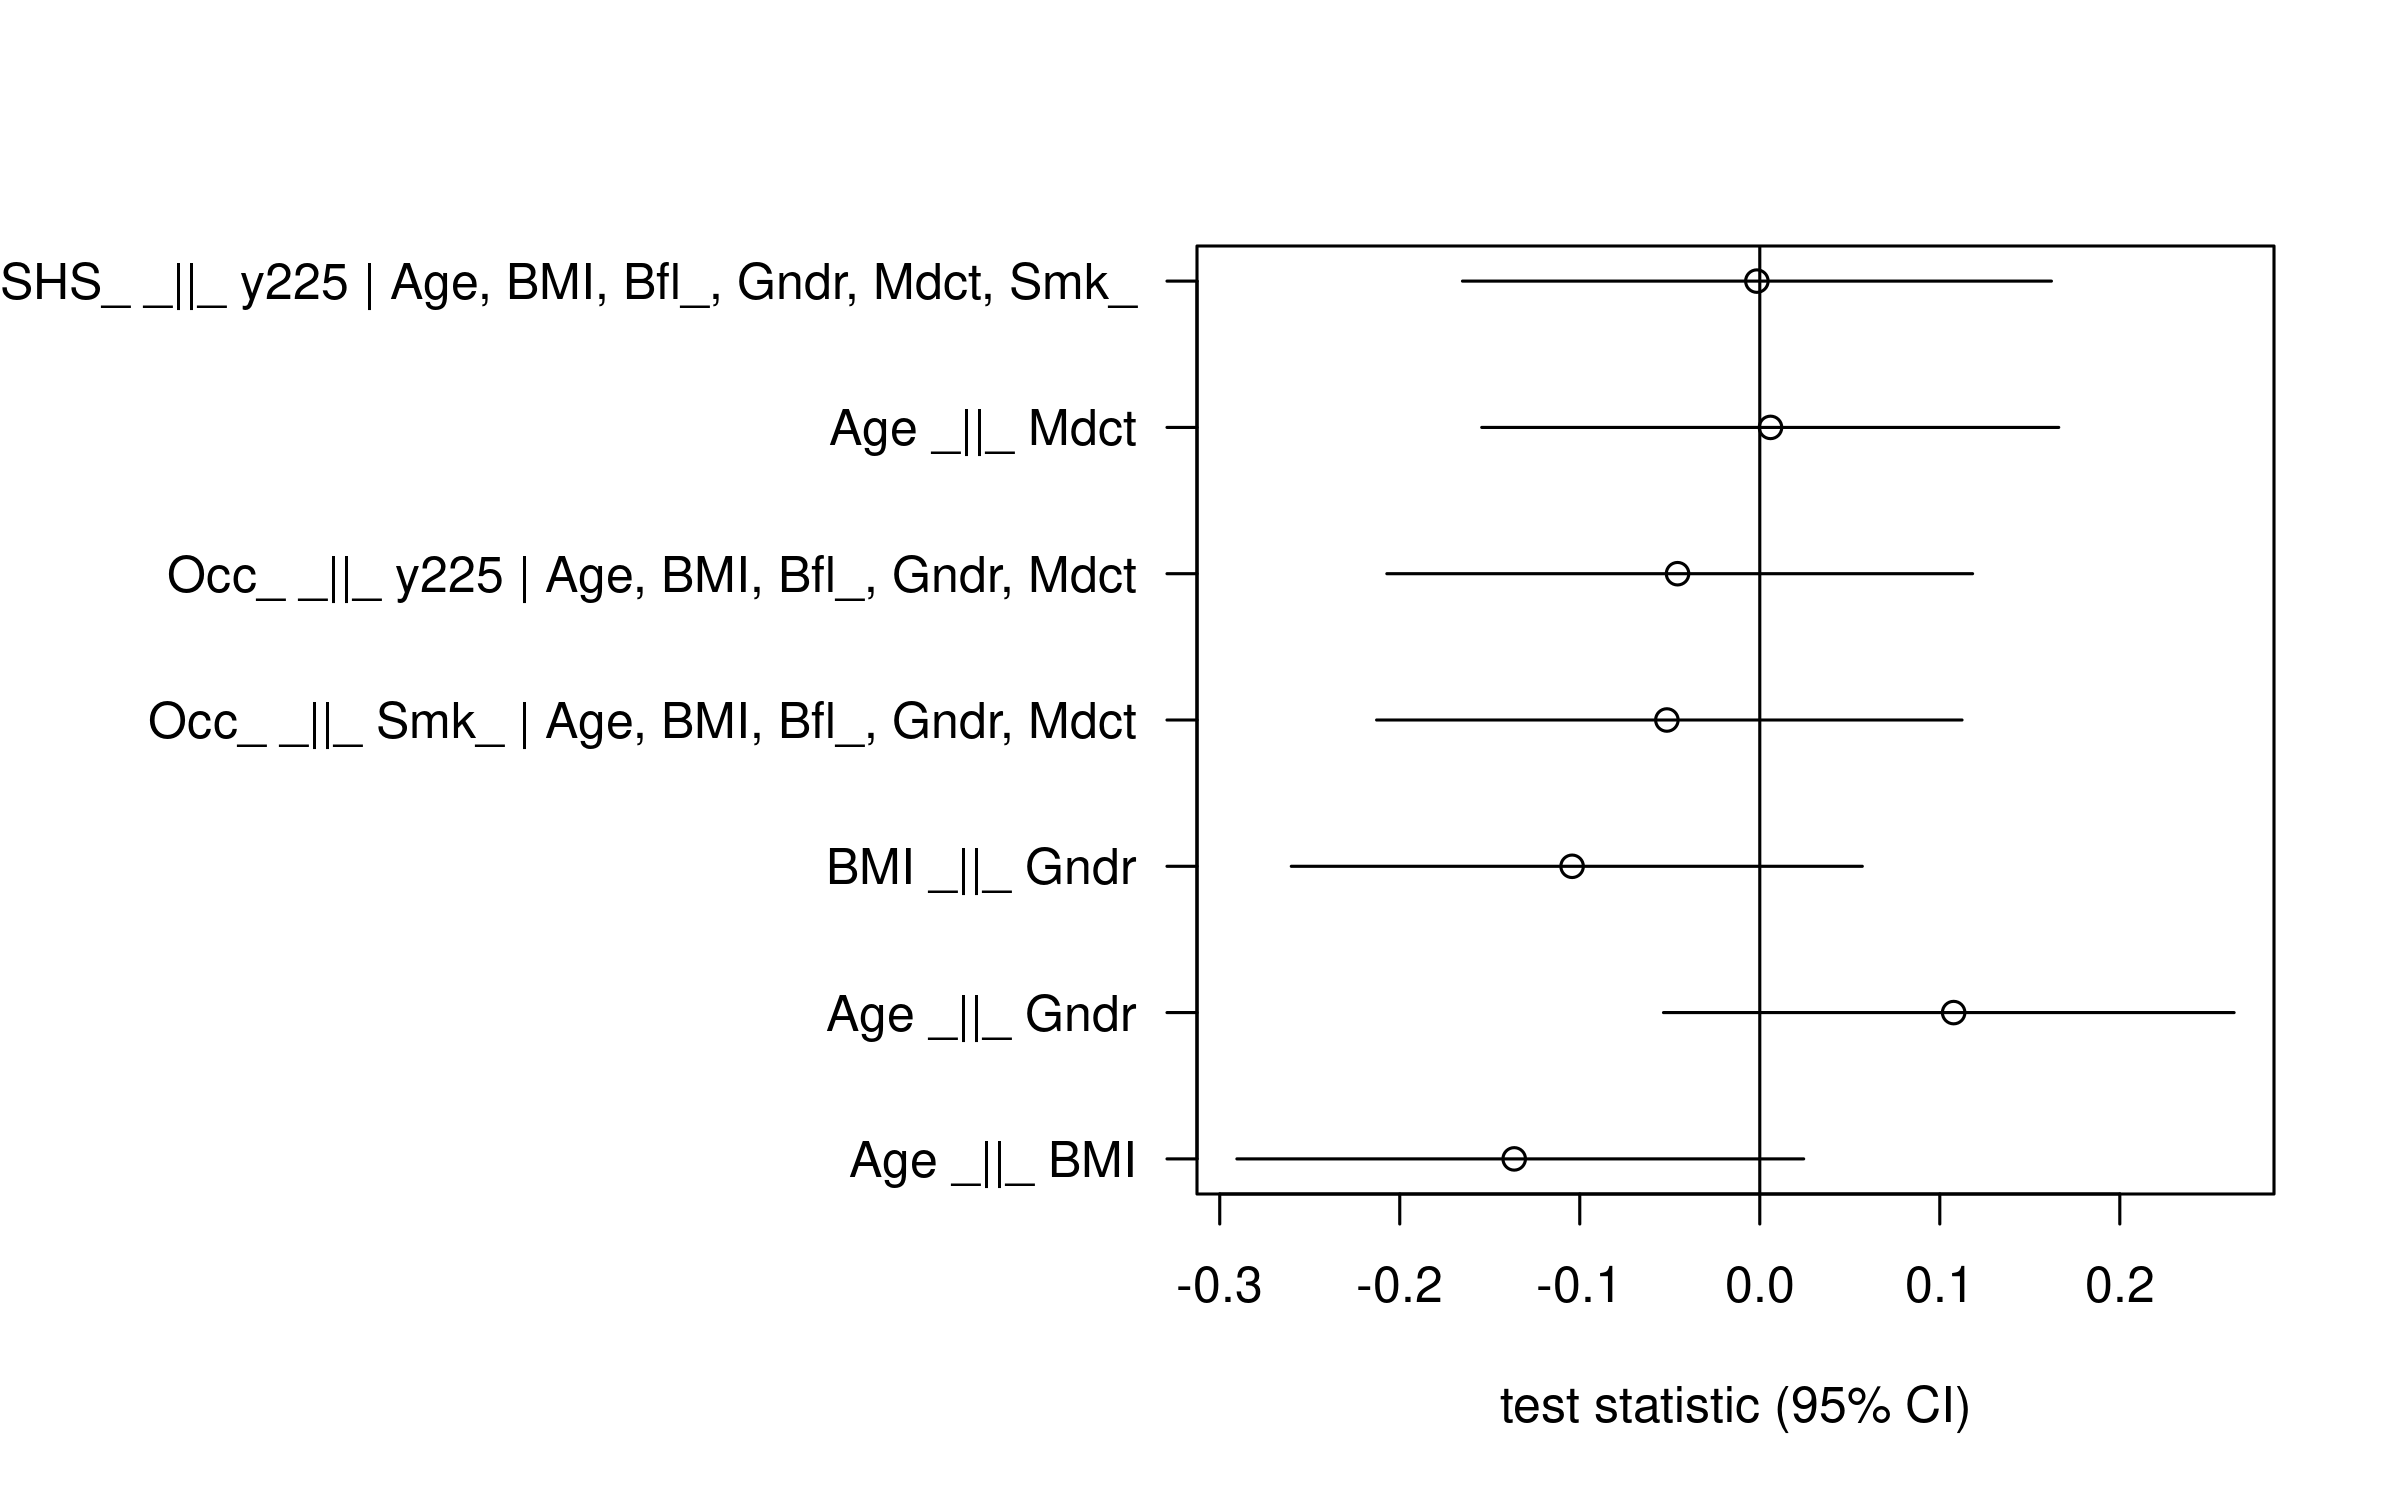 SHS_ _||_ y225 | Age, BMI, Bfl_, Gndr, Mdct, Smk_
Age _||_ Mdct
Occ_ _||_ y225 | Age, BMI, Bfl_, Gndr, Mdct
Occ_ _||_ Smk_ | Age, BMI, Bfl_, Gndr, Mdct
BMI _||_ Gndr
Age _||_ Gndr
Age _||_ BMI
-0.3 -0.2 -0.1 0.0 0.1 0.2
test statistic (95% CI)